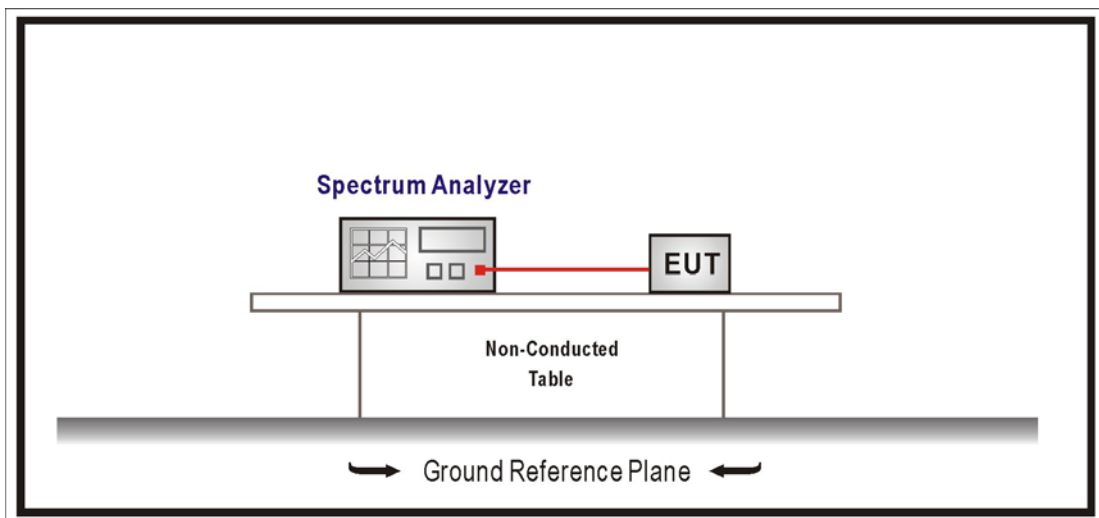 Spectrum Analyzer
EUT
Non-Conducted
Table
Ground Reference Plane